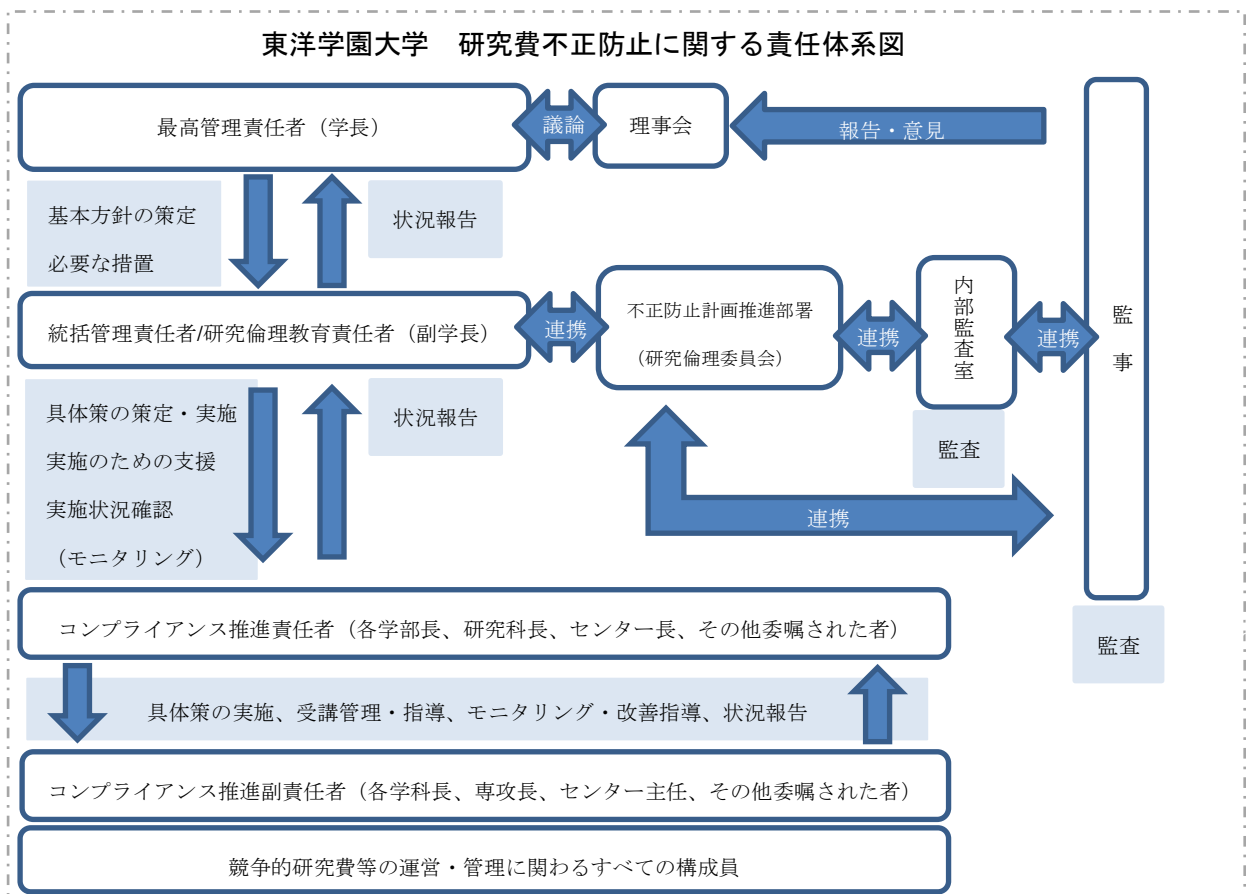 東洋学園大学　研究費不正防止に関する責任体系図
最高管理責任者（学長）
議論
理事会
報告・意見
基本方針の策定
必要な措置
状況報告
統括管理責任者/研究倫理教育責任者（副学長）
連携
不正防止計画推進部署
（研究倫理委員会）
連携
内部監査室
連携
監事
具体策の策定・実施
実施のための支援
実施状況確認
（モニタリング）
状況報告
監査
連携
コンプライアンス推進責任者（各学部長、研究科長、センター長、その他委嘱された者）
監査
具体策の実施、受講管理・指導、モニタリング・改善指導、状況報告
コンプライアンス推進副責任者（各学科長、専攻長、センター主任、その他委嘱された者）
競争的研究費等の運営・管理に関わるすべての構成員